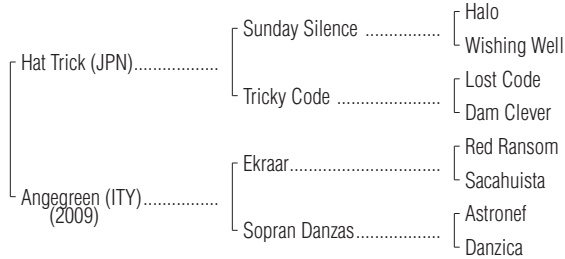 Halo
Sunday Silence ..................
Wishing Well
Hat Trick (JPN)..................
Lost Code
Tricky Code .........................
Dam Clever
Red Ransom
Ekraar....................................
Sacahuista
Angegreen (ITY)................
(2009)
Astronef
Sopran Danzas....................
Danzica